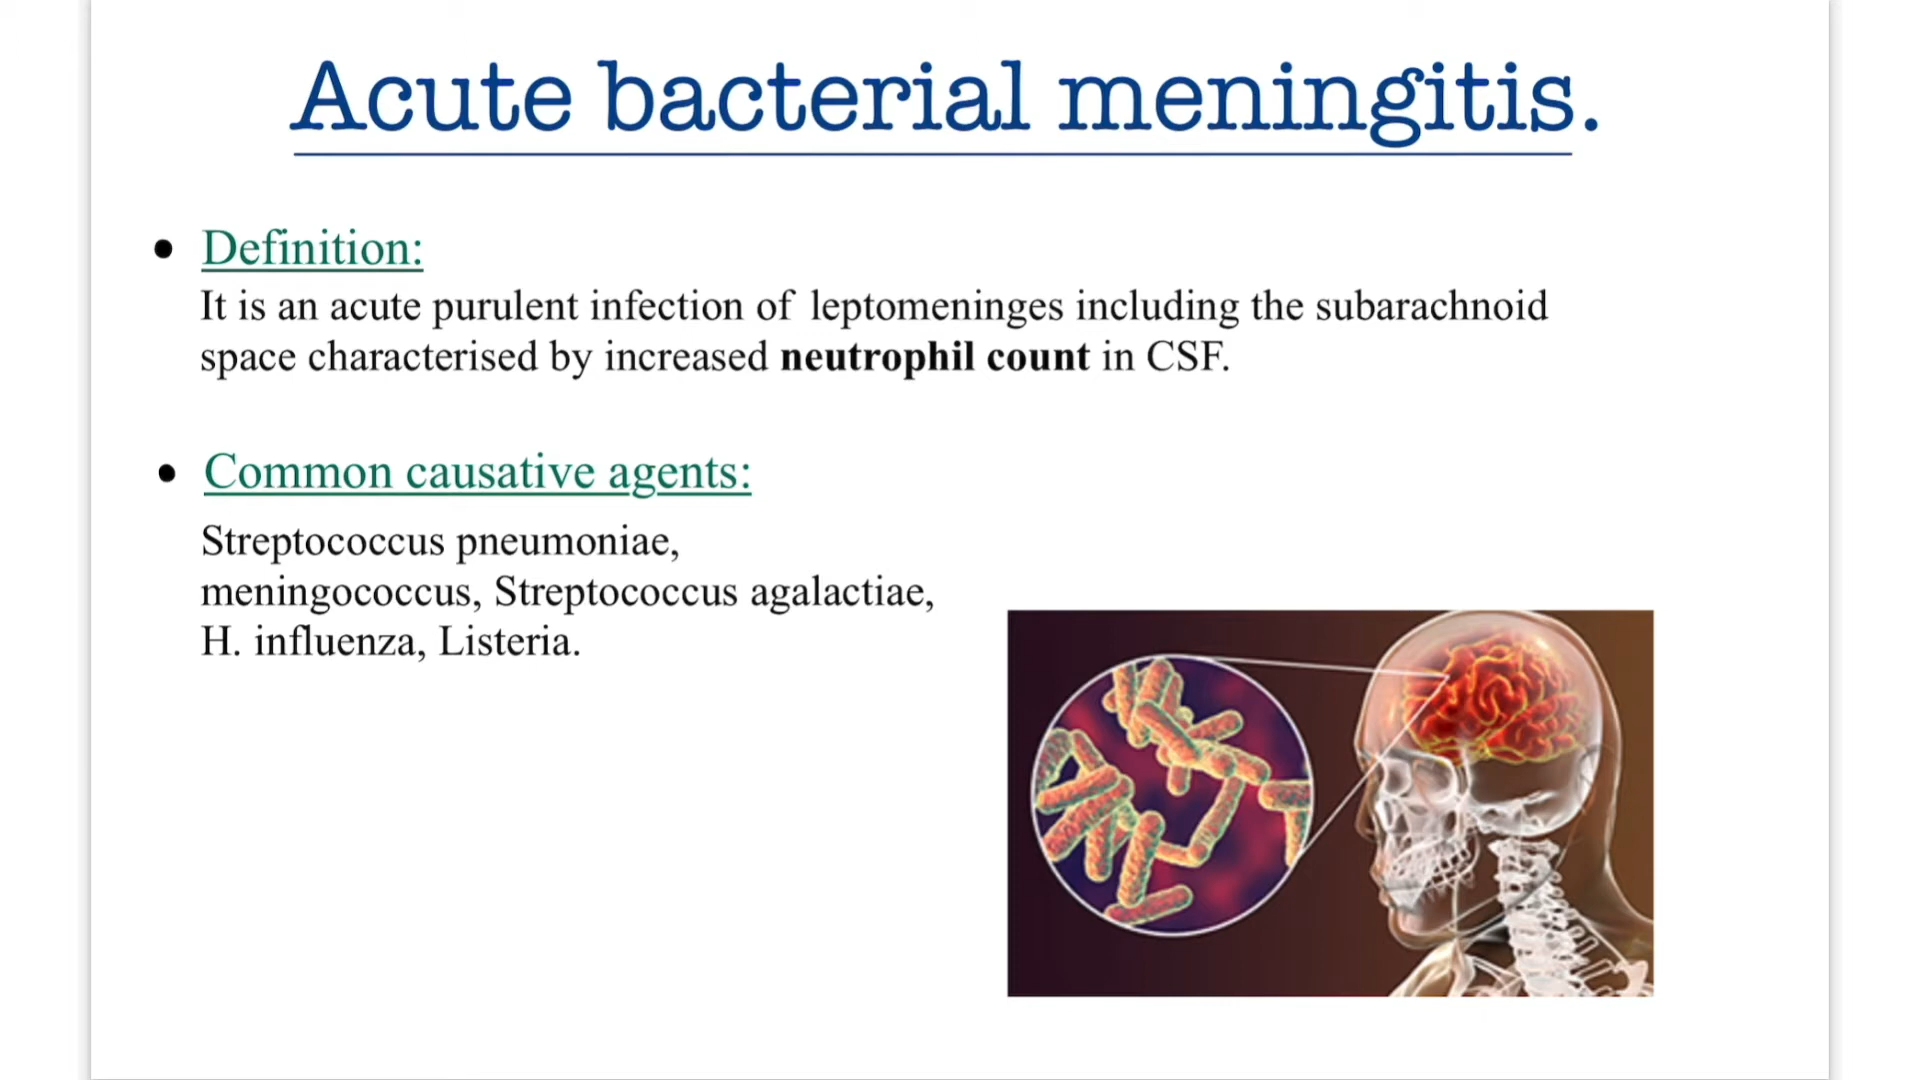 Acute bacterial meningitis.
• Definition:
It is an acute purulent infection of leptomeninges including the subarachnoid
space characterised by increased neutrophil count in CSF.
• Common causative agents:
Streptococcus pneumoniae,
meningococcus, Streptococcus agalactiae,
H. influenza, Listeria.